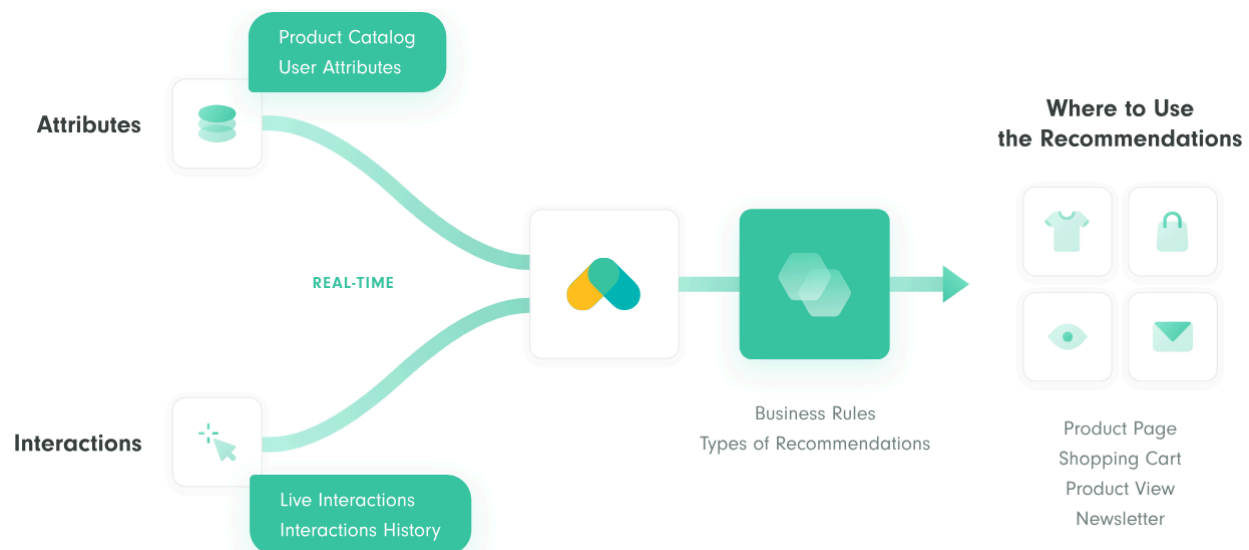 Product Catalog
User Attributes
Attributes
REAL-TIME
Interactions
Live Interactions
Interactions History
Business Rules
Types of Recommendations
Where to Use
the Recommendations
Product Page
Shopping Cart
Product View
Newsletter